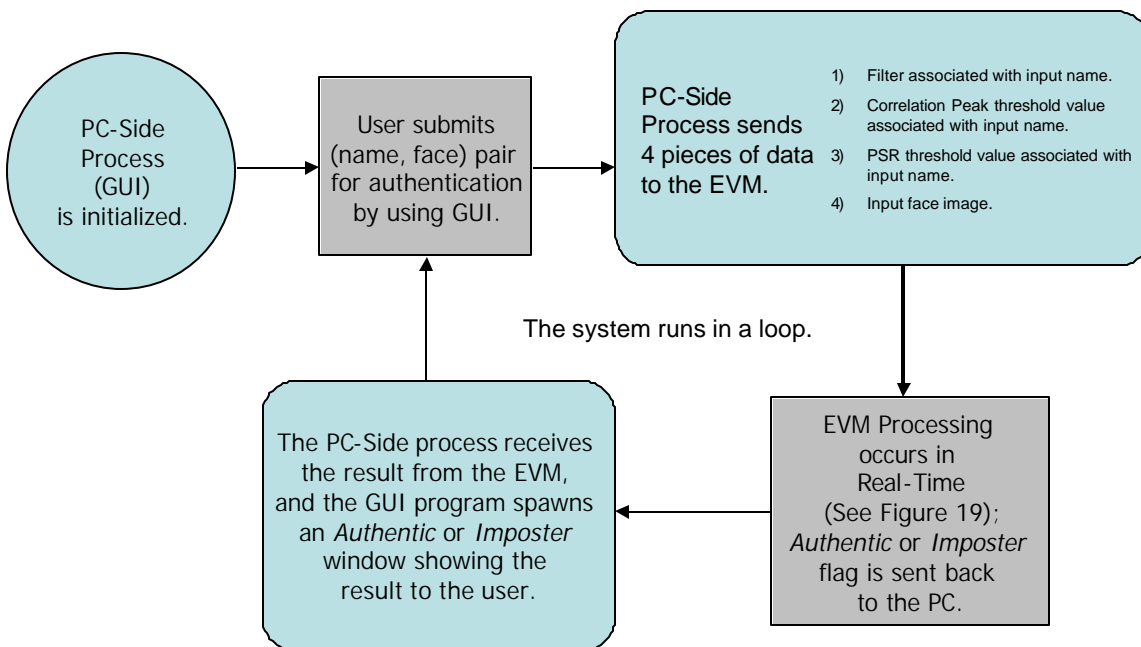 PC-Side
Process
(GUI)
is initialized.
User submits
(name, face) pair
for authentication
by using GUI.
PC-Side
Process sends
4 pieces of data
to the EVM.
1) Filter associated with input name.
2) Correlation Peak threshold value
associated with input name.
3) PSR threshold value associated with
input name.
4) Input face image.
The system runs in a loop.
EVM Processing
occurs in
Real-Time
(See Figure 19);
Authentic or Imposter
flag is sent back
to the PC.
The PC-Side process receives
the result from the EVM,
and the GUI program spawns
an Authentic or Imposter
window showing the
result to the user.